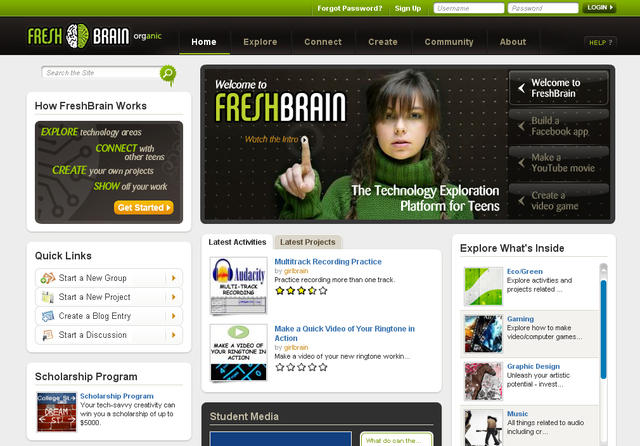 Forgot Password?
Sign Up
Username
Password
LOGIN
FRESH BRAIN organic
Home
Explore
Connect
Create
Community
About
HELP ?
Search the Site
How FreshBrain Works
EXPLORE technology areas
CONNECT with
other teens
CREATE your own projects
SHOW off your work
Get Started
Quick Links
Start a New Group
Start a New Project
Create a Blog Entry
Start a Discussion
Scholarship Program
College St.
DREAM ST.
Scholarship Program
Your tech-savvy creativity can
win you a scholarship of up to
$5000.
Welcome to
FRESHBRAIN
Watch the Intro
The Technology Exploration
Platform for Teens
Welcome to
FreshBrain
Build a
Facebook app
Make a
YouTube movie
Create a
video game
Latest Activities
Latest Projects
Audacity
MULTI-TRACK
RECORDING
Multitrack Recording Practice
by girlbrain
Practice recording more than one track.
MAKE A VIDEO OF
YOUR RINGTONE
IN ACTION
Make a Quick Video of Your Ringtone in
Action
by girlbrain
Make a video of your new ringtone workin...
Student Media
What do can the...
Explore What's Inside
Eco/Green
Explore activities and
projects related ...
Gaming
Explore how to make
video/computer games...
Graphic Design
Unleash your artistic
potential - invest...
Music
All things related to audio
including cr...